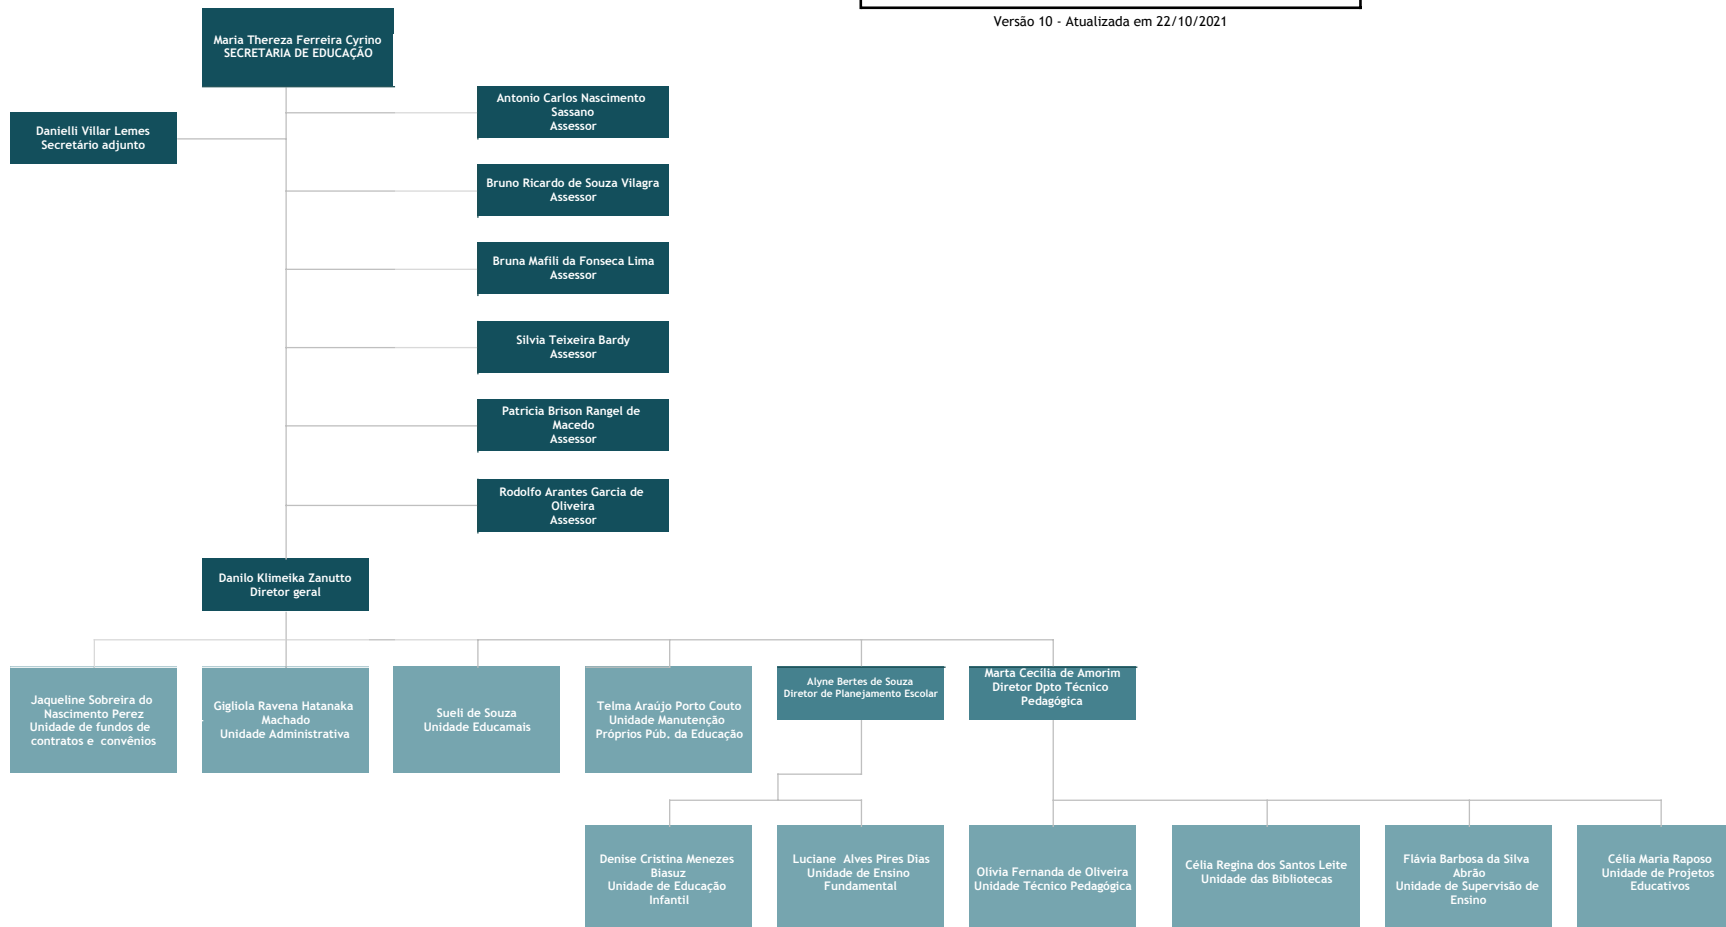 Versão 10 - Atualizada em 22/10/2021
Maria Thereza Ferreira Cyrino
SECRETARIA DE EDUCAÇÃO
Antonio Carlos Nascimento
Sassano
Assessor
Danielli Villar Lemes
Secretário adjunto
Bruno Ricardo de Souza Vilagra
Assessor
Bruna Mafili da Fonseca Lima
Assessor
Silvia Teixeira Bardy
Assessor
Patricia Brison Rangel de
Macedo
Assessor
Rodolfo Arantes Garcia de
Oliveira
Assessor
Danilo Klimeika Zanutto
Diretor geral
Jaqueline Sobreira do
Nascimento Perez
Unidade de fundos de
contratos e convênios
Gigliola Ravena Hatanaka
Machado
Unidade Administrativa
Sueli de Souza
Unidade Educamais
Telma Araújo Porto Couto
Unidade Manutenção
Próprios Púb. da Educação
Alyne Bertes de Souza
Diretor de Planejamento Escolar
Marta Cecília de Amorim
Diretor Dpto Técnico
Pedagógica
Denise Cristina Menezes
Biasuz
Unidade de Educação
Infantil
Luciane Alves Pires Dias
Unidade de Ensino
Fundamental
Olivia Fernanda de Oliveira
Unidade Técnico Pedagógica
Célia Regina dos Santos Leite
Unidade das Bibliotecas
Flávia Barbosa da Silva
Abrão
Unidade de Supervisão de
Ensino
Célia Maria Raposo
Unidade de Projetos
Educativos